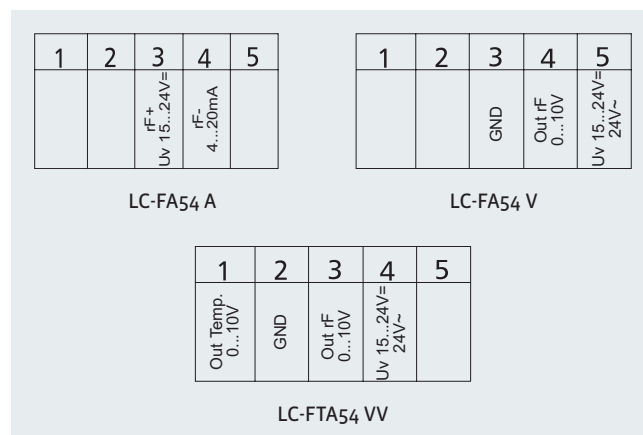 1 2 3 4 5
rF+
Uv 15...24V=
rF-
4...20mA
LC-FA54 A
1 2 3 4 5
GND
Out rF
0...10V
Uv 15...24V=
24V~
LC-FA54 V
1 2 3 4 5
Out Temp.
0...10V
GND
Out rF
0...10V
Uv 15...24V=
24V~
LC-FTA54 VV